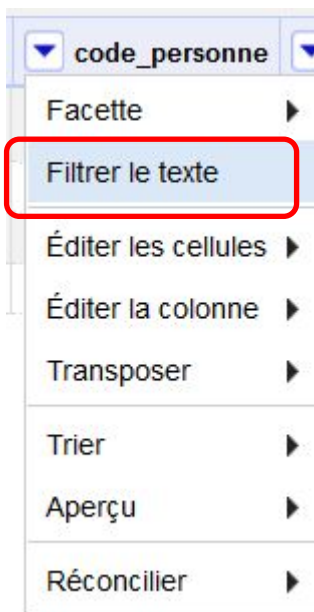 code_personne
Facette
Filtrer le texte
Éditer les cellules
Éditer la colonne
Transposer
Trier
Aperçu
Réconcilier